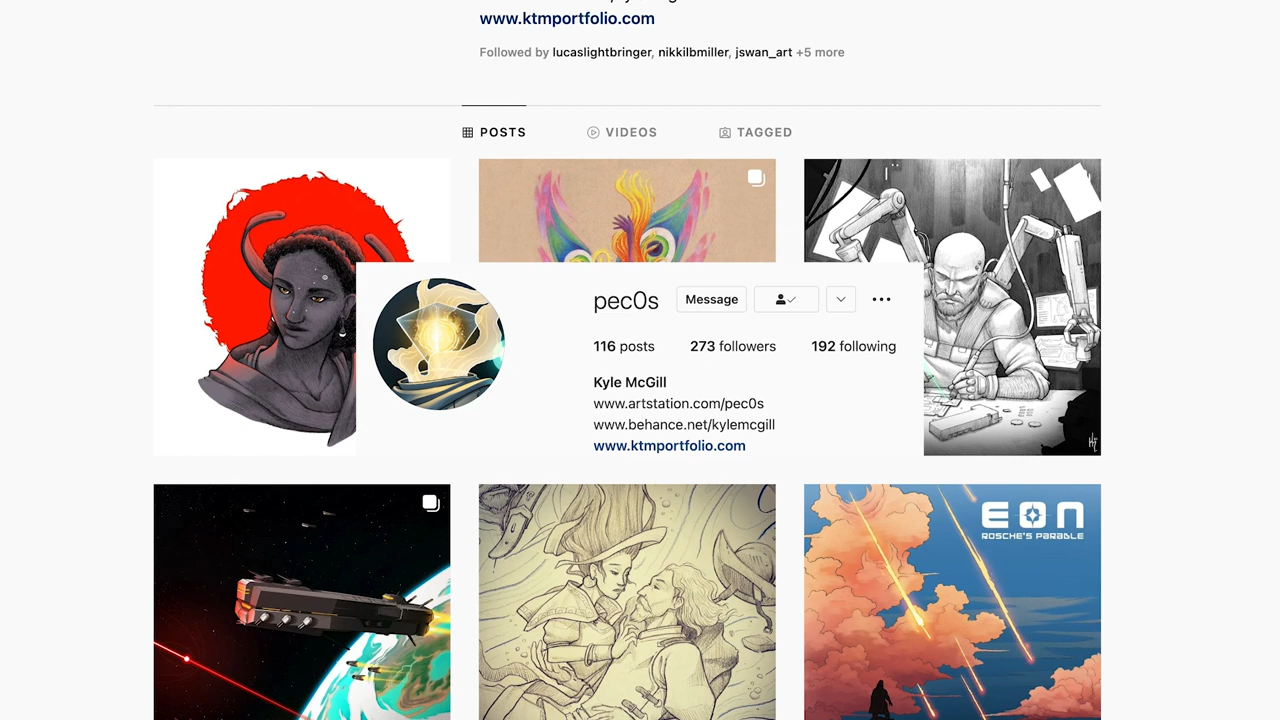 www.ktmportfolio.com
Followed by lucaslightbringer, nikkilbmiller, jswan_art +5 more
POSTS VIDEOS TAGGED
pec0s Message
116 posts 273 followers 192 following
Kyle McGill
www.artstation.com/pec0s
www.behance.net/kylemcgill
www.ktmportfolio.com
EON
ROSCHE'S PARABLE